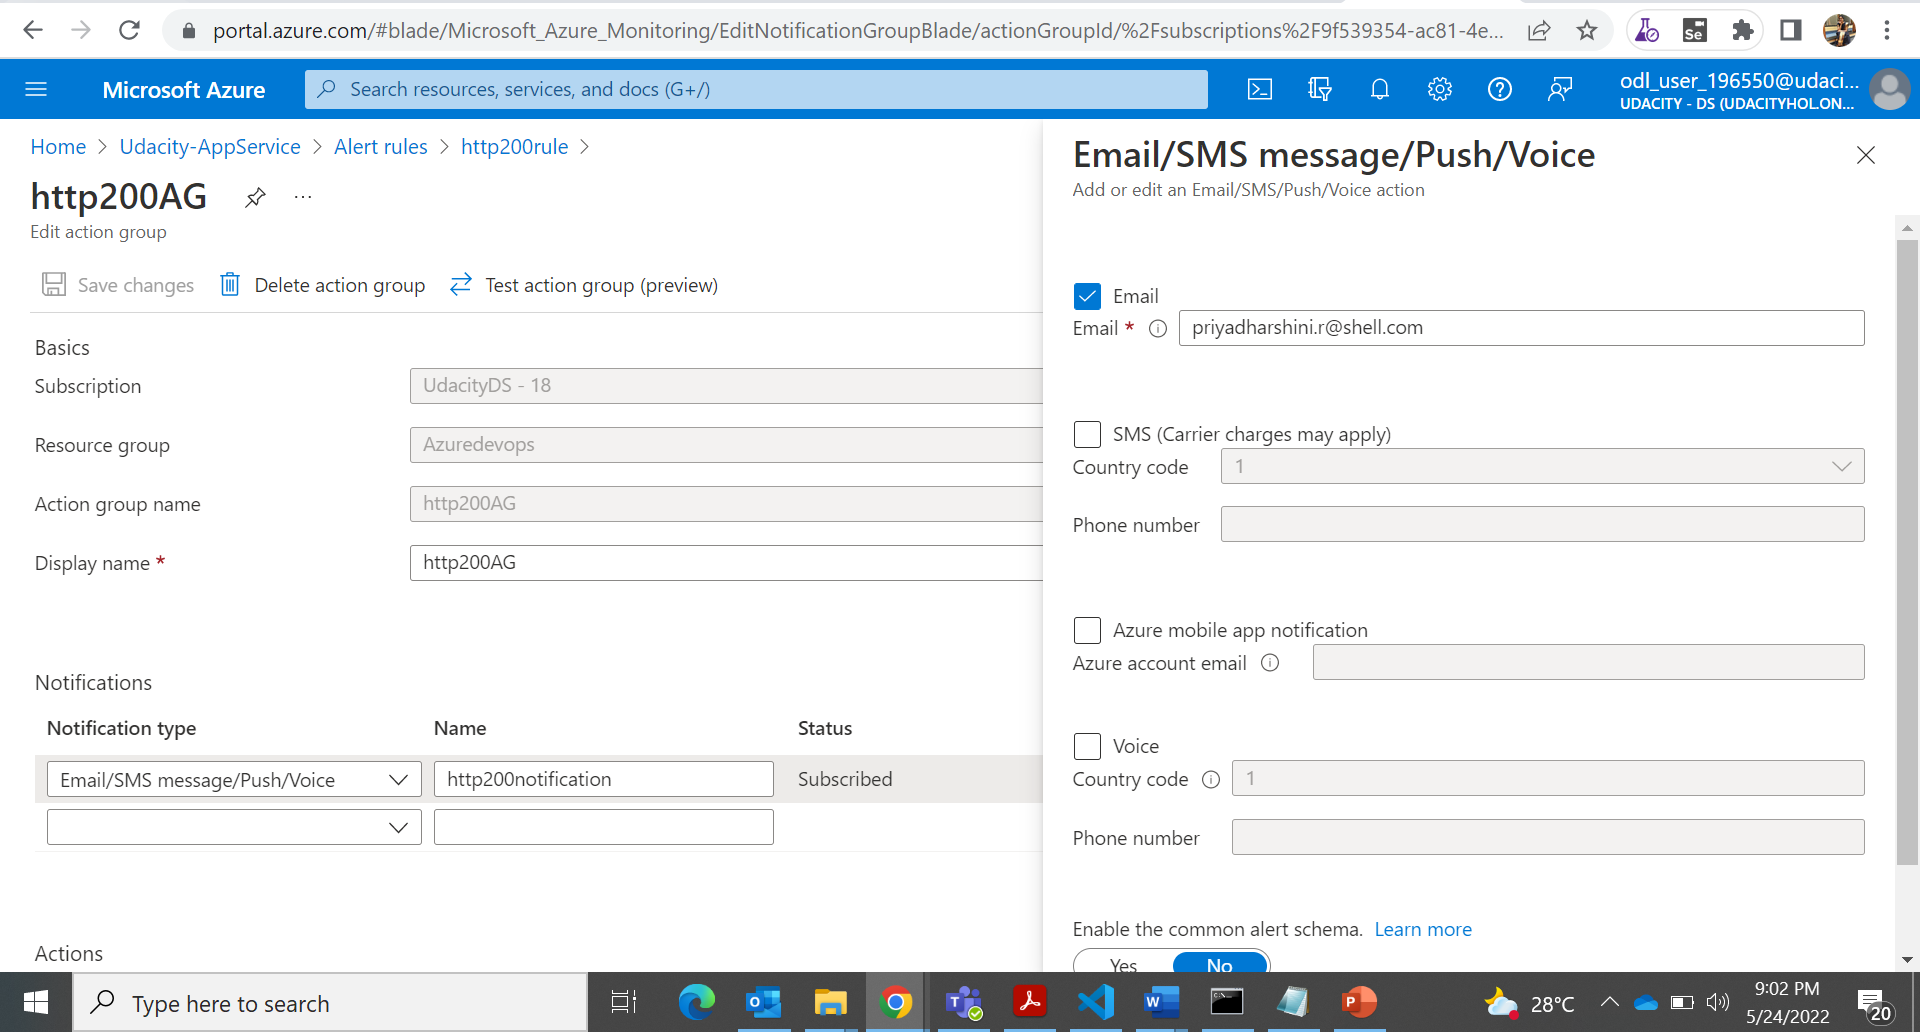 portal.azure.com/#blade/Microsoft_Azure_Monitoring/EditNotificationGroupBlade/actionGroupId/%2Fsubscriptions%2F9f539354-ac81-4e...
Se
Microsoft Azure
Search resources, services, and docs (G+/)
odl_user_196550@udaci...
UDACITY - DS (UDACITYHOL.ON...
Home > Udacity-AppService > Alert rules > http200rule >
http200AG
...
Edit action group
Save changes
Delete action group
Test action group (preview)
Basics
Subscription
UdacityDS - 18
Resource group
Azuredevops
Action group name
http200AG
Display name *
http200AG
Notifications
Notification type
Name
Status
Email/SMS message/Push/Voice
http200notification
Subscribed
Actions
Email/SMS message/Push/Voice
Add or edit an Email/SMS/Push/Voice action
Email
Email *
priyadharshini.r@shell.com
SMS (Carrier charges may apply)
Country code
1
Phone number
Azure mobile app notification
Azure account email
Voice
Country code
1
Phone number
Enable the common alert schema. Learn more
Yes
No
Type here to search
28°C
9:02 PM
5/24/2022
20